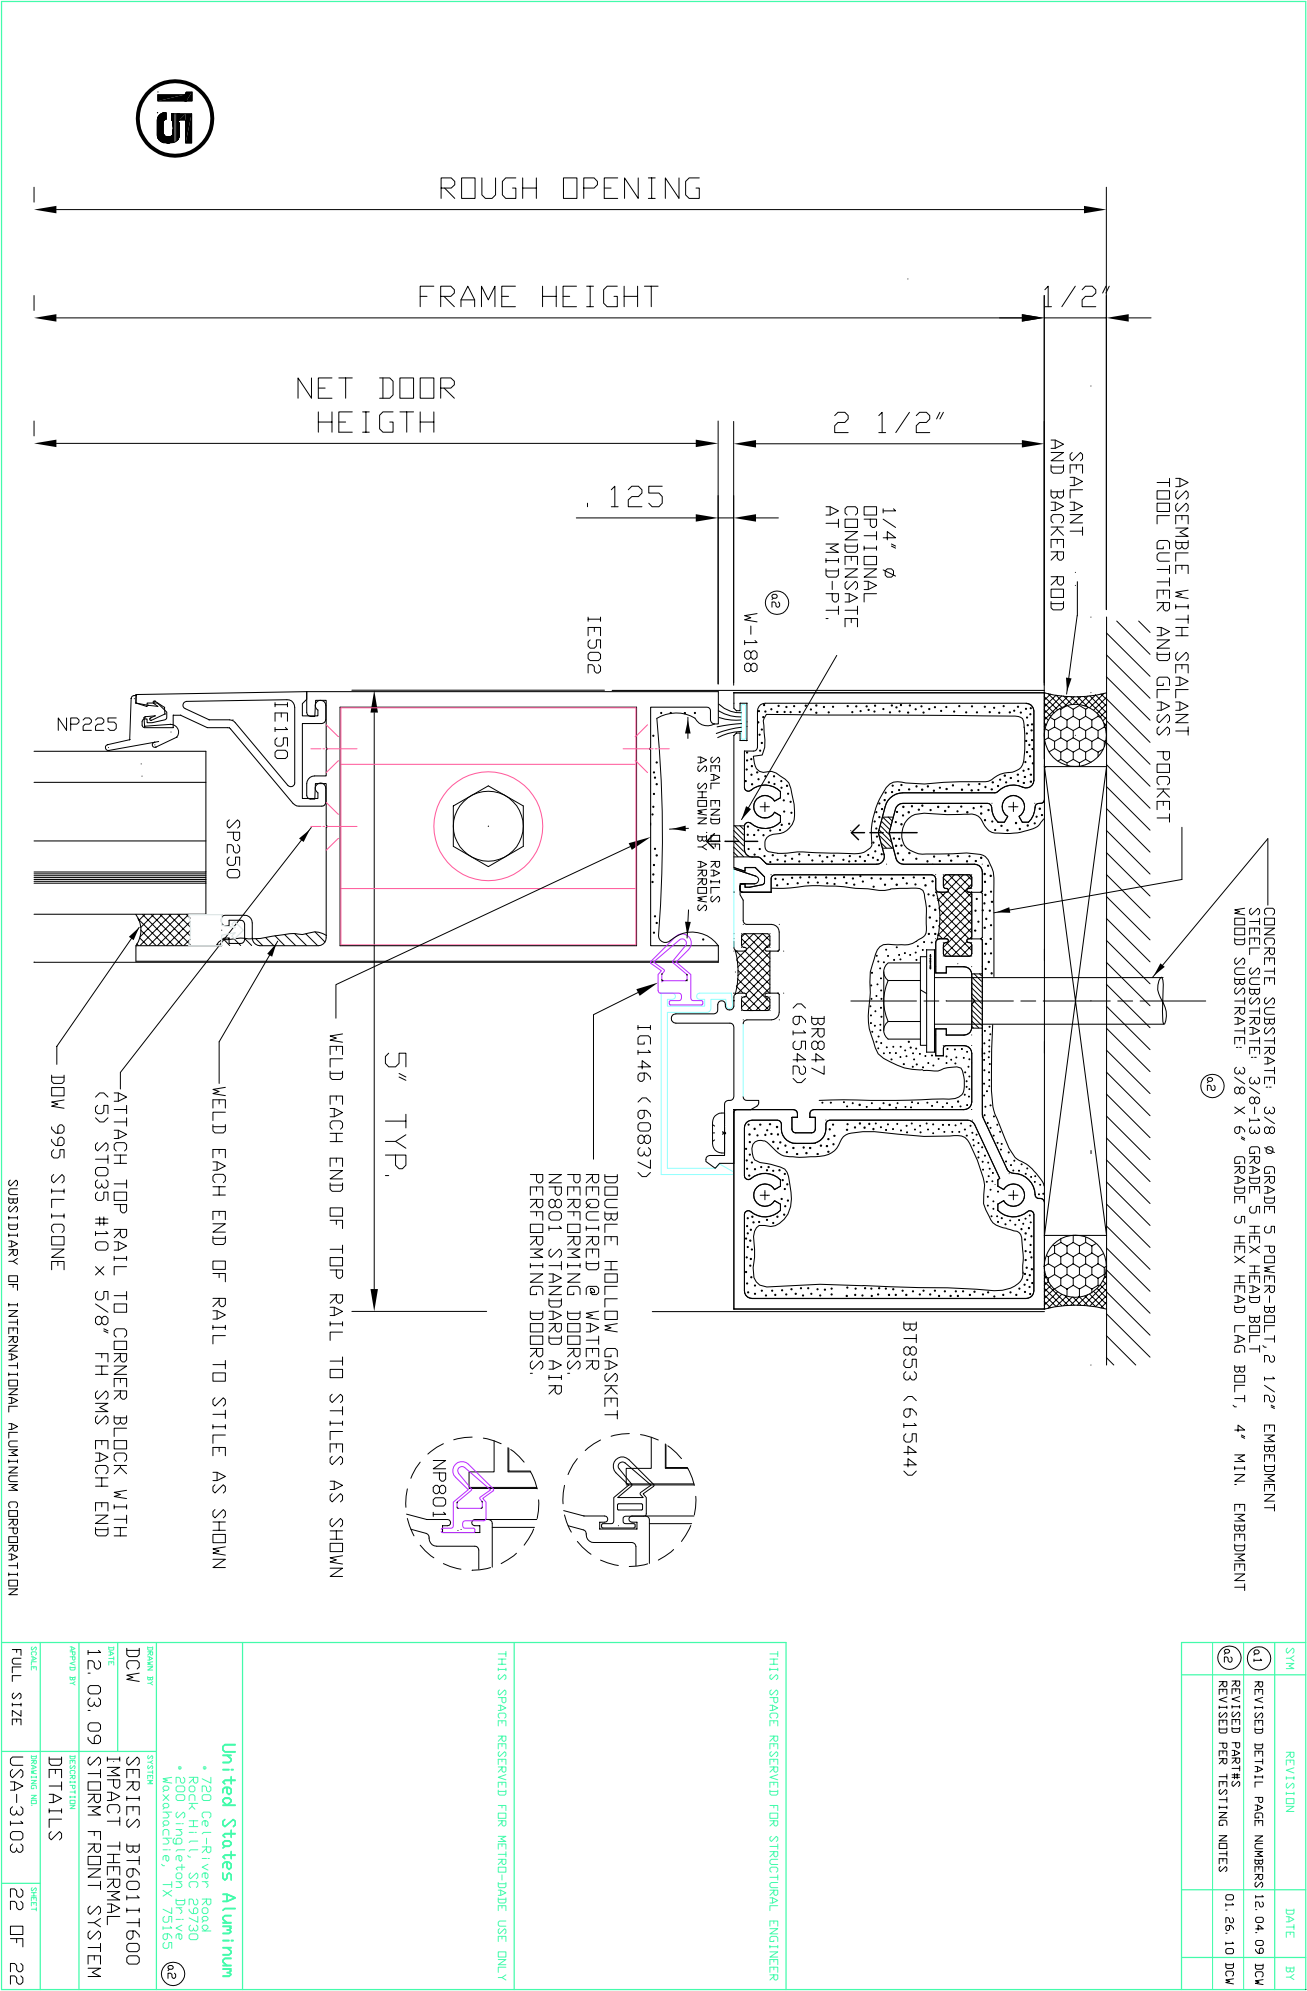 15
ROUGH OPENING
FRAME HEIGHT
1/2"
NET DOOR
HEIGTH
2 1/2"
.125
ASSEMBLE WITH SEALANT
TOOL GUTTER AND GLASS POCKET
SEALANT
AND BACKER ROD
1/4" Ø
OPTIONAL
CONDENSATE
AT MID-PT.
a2
W-188
IE502
NP225
IE150
SP250
SEAL END OF RAILS
AS SHOWN BY ARROWS
CONCRETE SUBSTRATE: 3/8 Ø GRADE 5 POWER-BOLT, 2 1/2" EMBEDMENT
STEEL SUBSTRATE: 3/8-13 GRADE 5 HEX HEAD BOLT
WOOD SUBSTRATE: 3/8 X 6" GRADE 5 HEX HEAD LAG BOLT, 4" MIN. EMBEDMENT
a2
BR847
(61542)
IG146 (60837)
BT853 (61544)
5" TYP.
DOUBLE HOLLOW GASKET
REQUIRED @ WATER
PERFORMING DOORS.
NP801 STANDARD AIR
PERFORMING DOORS.
NP801
WELD EACH END OF TOP RAIL TO STILES AS SHOWN
WELD EACH END OF RAIL TO STILE AS SHOWN
ATTACH TOP RAIL TO CORNER BLOCK WITH
(5) ST035 #10 x 5/8" FH SMS EACH END
DOW 995 SILICONE
SUBSIDIARY OF INTERNATIONAL ALUMINUM CORPORATION
SYM REVISION DATE BY
a1 REVISED DETAIL PAGE NUMBERS 12.04.09 DCW
a2 REVISED PART#S
REVISED PER TESTING NOTES 01.26.10 DCW
THIS SPACE RESERVED FOR STRUCTURAL ENGINEER
THIS SPACE RESERVED FOR METRO-DADE USE ONLY
United States Aluminum
• 720 Cel-River Road
Rock Hill, SC 29730
• 200 Singleton Drive
Waxahachie, TX 75165
a2
DRAWN BY
DCW
DATE
12.03.09
APPVD BY
SCALE
FULL SIZE
SYSTEM
SERIES BT601IT600
IMPACT THERMAL
STORM FRONT SYSTEM
DESCRIPTION
DETAILS
DRAWING NO.
USA-3103
SHEET
22 OF 22